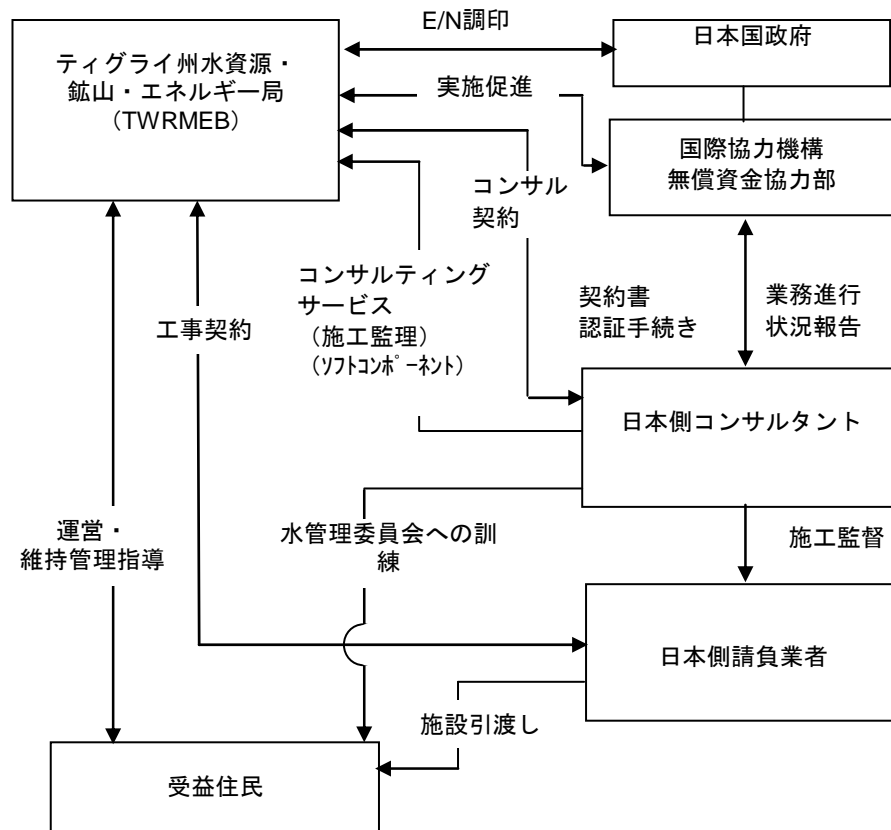 E/N調印
日本国政府
ティグライ州水資源・
鉱山・エネルギー局
（TWRMEB）
実施促進
国際協力機構
無償資金協力部
コンサル
契約
コンサルティング
サービス
（施工監理）
（ｿﾌﾄｺﾝﾎﾟｰﾈﾝﾄ）
工事契約
契約書
認証手続き
業務進行
状況報告
日本側コンサルタント
運営・
維持管理指導
水管理委員会への訓
練
施工監督
日本側請負業者
施設引渡し
受益住民